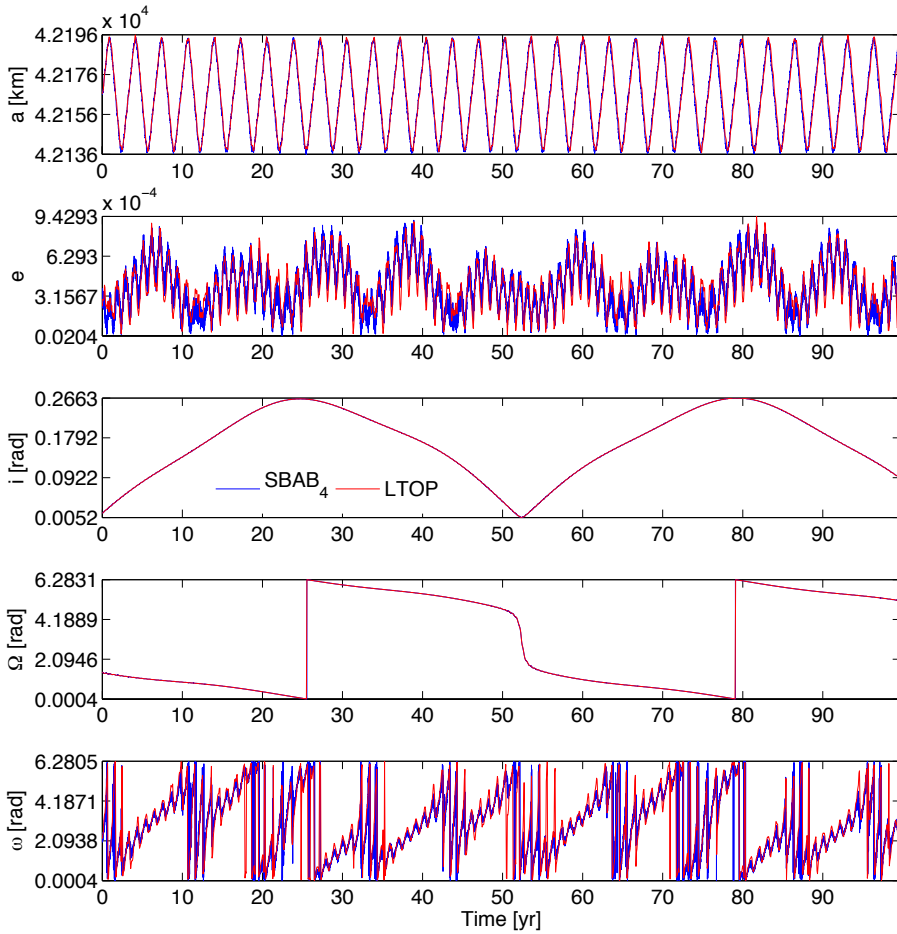 x 10^4
4.2196
4.2176
4.2156
4.2136
a [km]
0 10 20 30 40 50 60 70 80 90
x 10^-4
9.4293
6.293
3.1567
0.0204
e
0 10 20 30 40 50 60 70 80 90
0.2663
0.1792
0.0922
0.0052
i [rad]
SBAB_4 LTOP
0 10 20 30 40 50 60 70 80 90
6.2831
4.1889
2.0946
0.0004
Ω [rad]
0 10 20 30 40 50 60 70 80 90
6.2805
4.1871
2.0938
0.0004
ω [rad]
0 10 20 30 40 50 60 70 80 90
Time [yr]